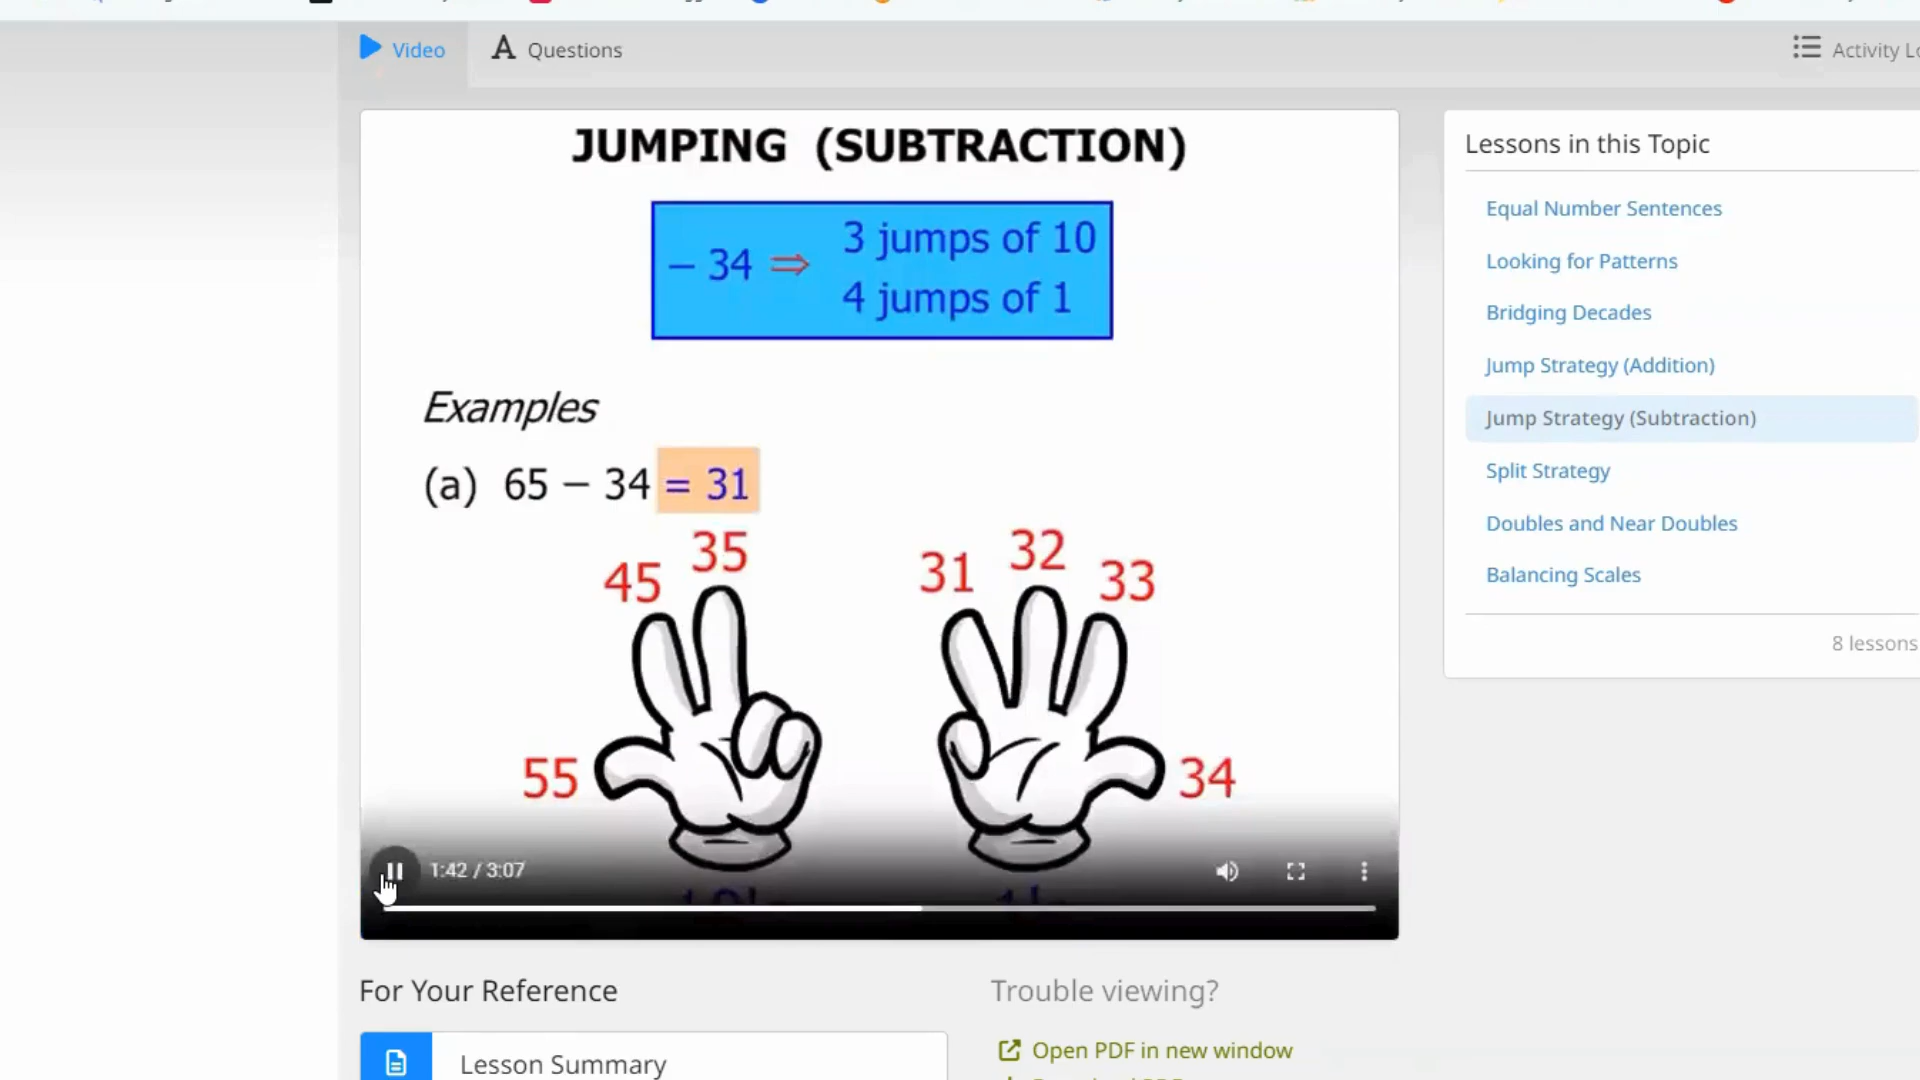 Video
Questions
Activity Lo
JUMPING (SUBTRACTION)
– 34 ⇒
3 jumps of 10
4 jumps of 1
Examples
(a) 65 – 34 = 31
45
35
55
31
32
33
34
1:42 / 3:07
Lessons in this Topic
Equal Number Sentences
Looking for Patterns
Bridging Decades
Jump Strategy (Addition)
Jump Strategy (Subtraction)
Split Strategy
Doubles and Near Doubles
Balancing Scales
8 lessons
For Your Reference
Lesson Summary
Trouble viewing?
Open PDF in new window